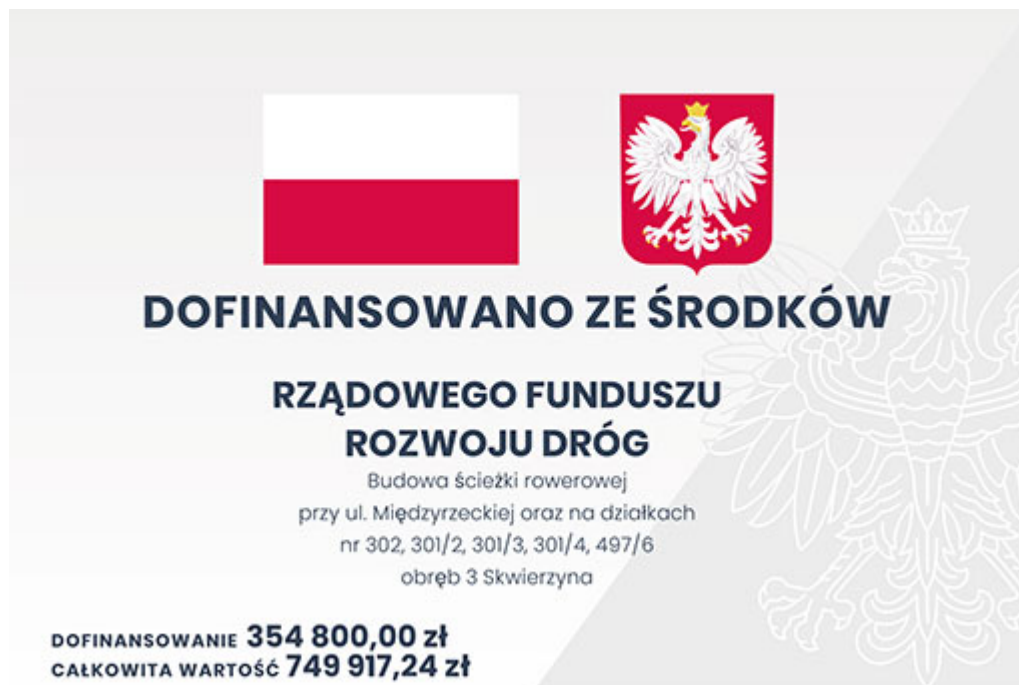 DOFINANSOWANO ZE ŚRODKÓW
RZĄDOWEGO FUNDUSZU
ROZWOJU DRÓG
Budowa ścieżki rowerowej
przy ul. Międzyrzeckiej oraz na działkach
nr 302, 301/2, 301/3, 301/4, 497/6
obręb 3 Skwierzyna
DOFINANSOWANIE 354 800,00 zł
CAŁKOWITA WARTOŚĆ 749 917,24 zł